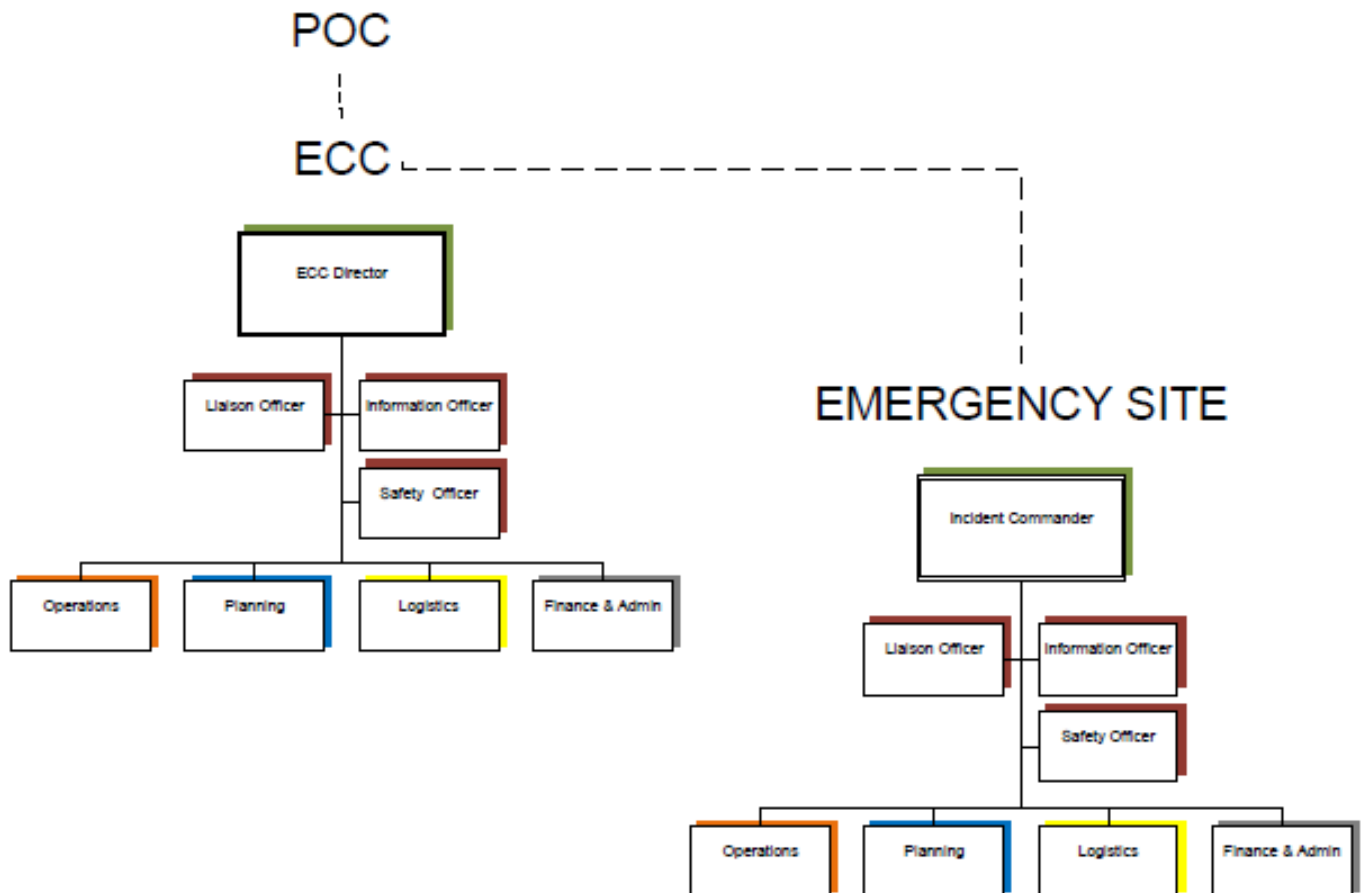 POC
ECC
ECC Director
Liaison Officer
Information Officer
Safety Officer
Operations
Planning
Logistics
Finance & Admin
EMERGENCY SITE
Incident Commander
Liaison Officer
Information Officer
Safety Officer
Operations
Planning
Logistics
Finance & Admin